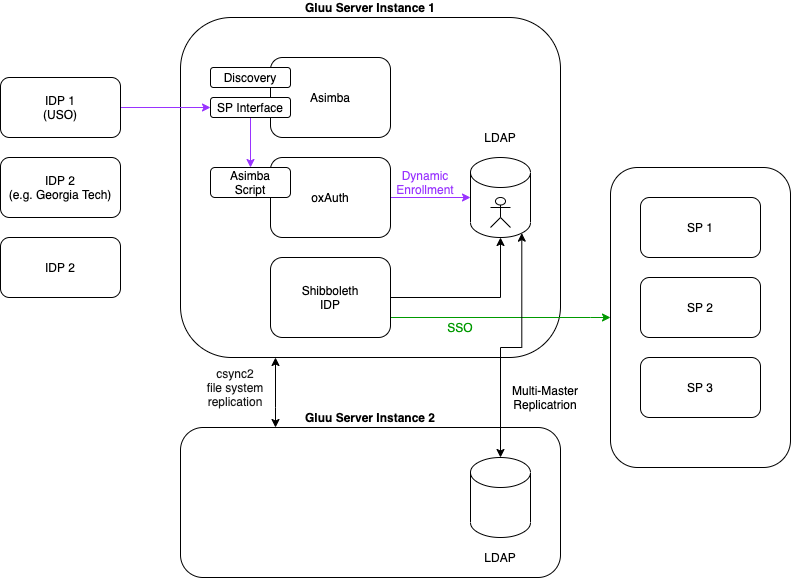 Gluu Server Instance 1
IDP 1
(USO)
IDP 2
(e.g. Georgia Tech)
IDP 2
Discovery
SP Interface
Asimba
Asimba
Script
oxAuth
Dynamic
Enrollment
LDAP
Shibboleth
IDP
SSO
SP 1
SP 2
SP 3
csync2
file system
replication
Multi-Master
Replicatrion
Gluu Server Instance 2
LDAP